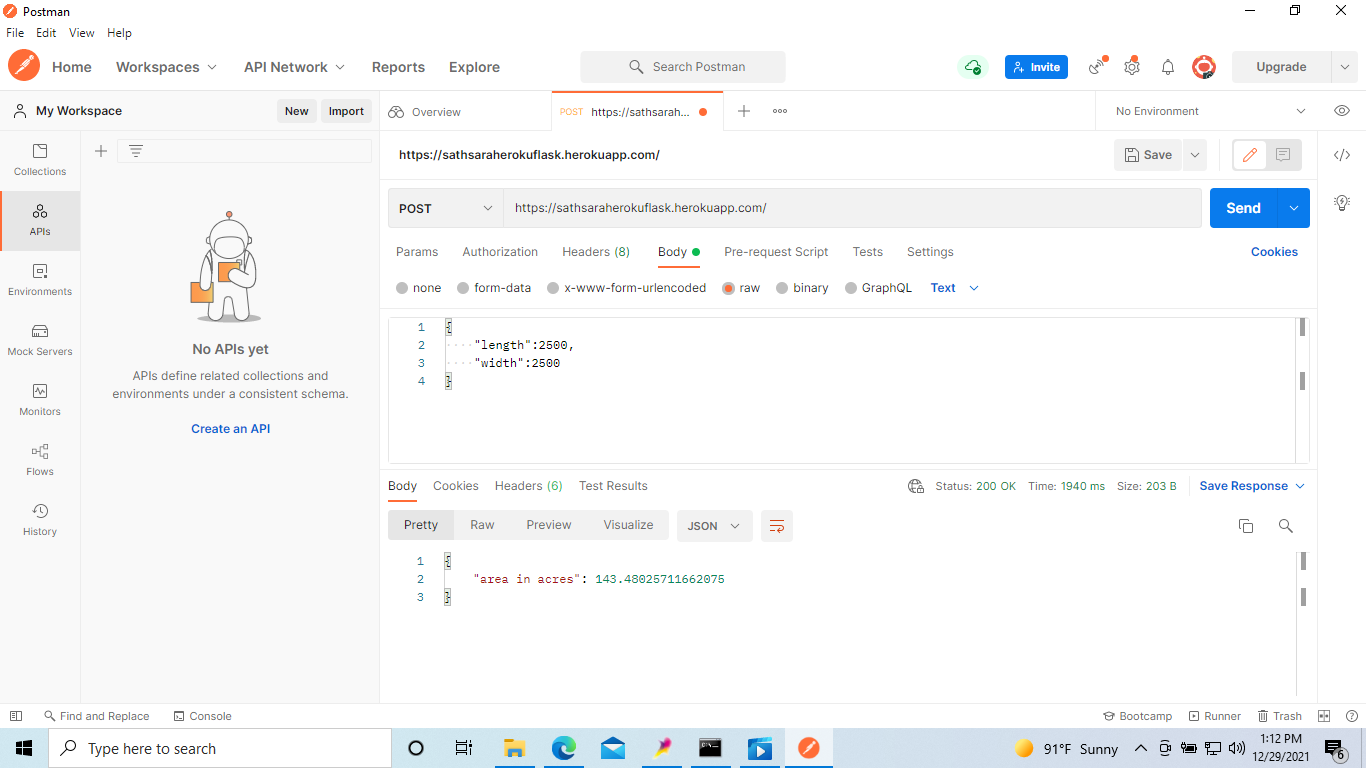 Postman
File Edit View Help
Home Workspaces API Network Reports Explore Search Postman Invite Upgrade
My Workspace New Import Overview POST https://sathsarah... No Environment
Collections
APIs
Environments
Mock Servers
Monitors
Flows
History
No APIs yet
APIs define related collections and
environments under a consistent schema.
Create an API
https://sathsaraherokuflask.herokuapp.com/ Save
POST https://sathsaraherokuflask.herokuapp.com/ Send
Params Authorization Headers (8) Body Pre-request Script Tests Settings Cookies
none form-data x-www-form-urlencoded raw binary GraphQL Text
1 {
2 "length":2500,
3 "width":2500
4 }
Body Cookies Headers (6) Test Results Status: 200 OK Time: 1940 ms Size: 203 B Save Response
Pretty Raw Preview Visualize JSON
1 {
2 "area in acres": 143.48025711662075
3 }
Find and Replace Console Bootcamp Runner Trash
Type here to search 91°F Sunny 1:12 PM
12/29/2021 6